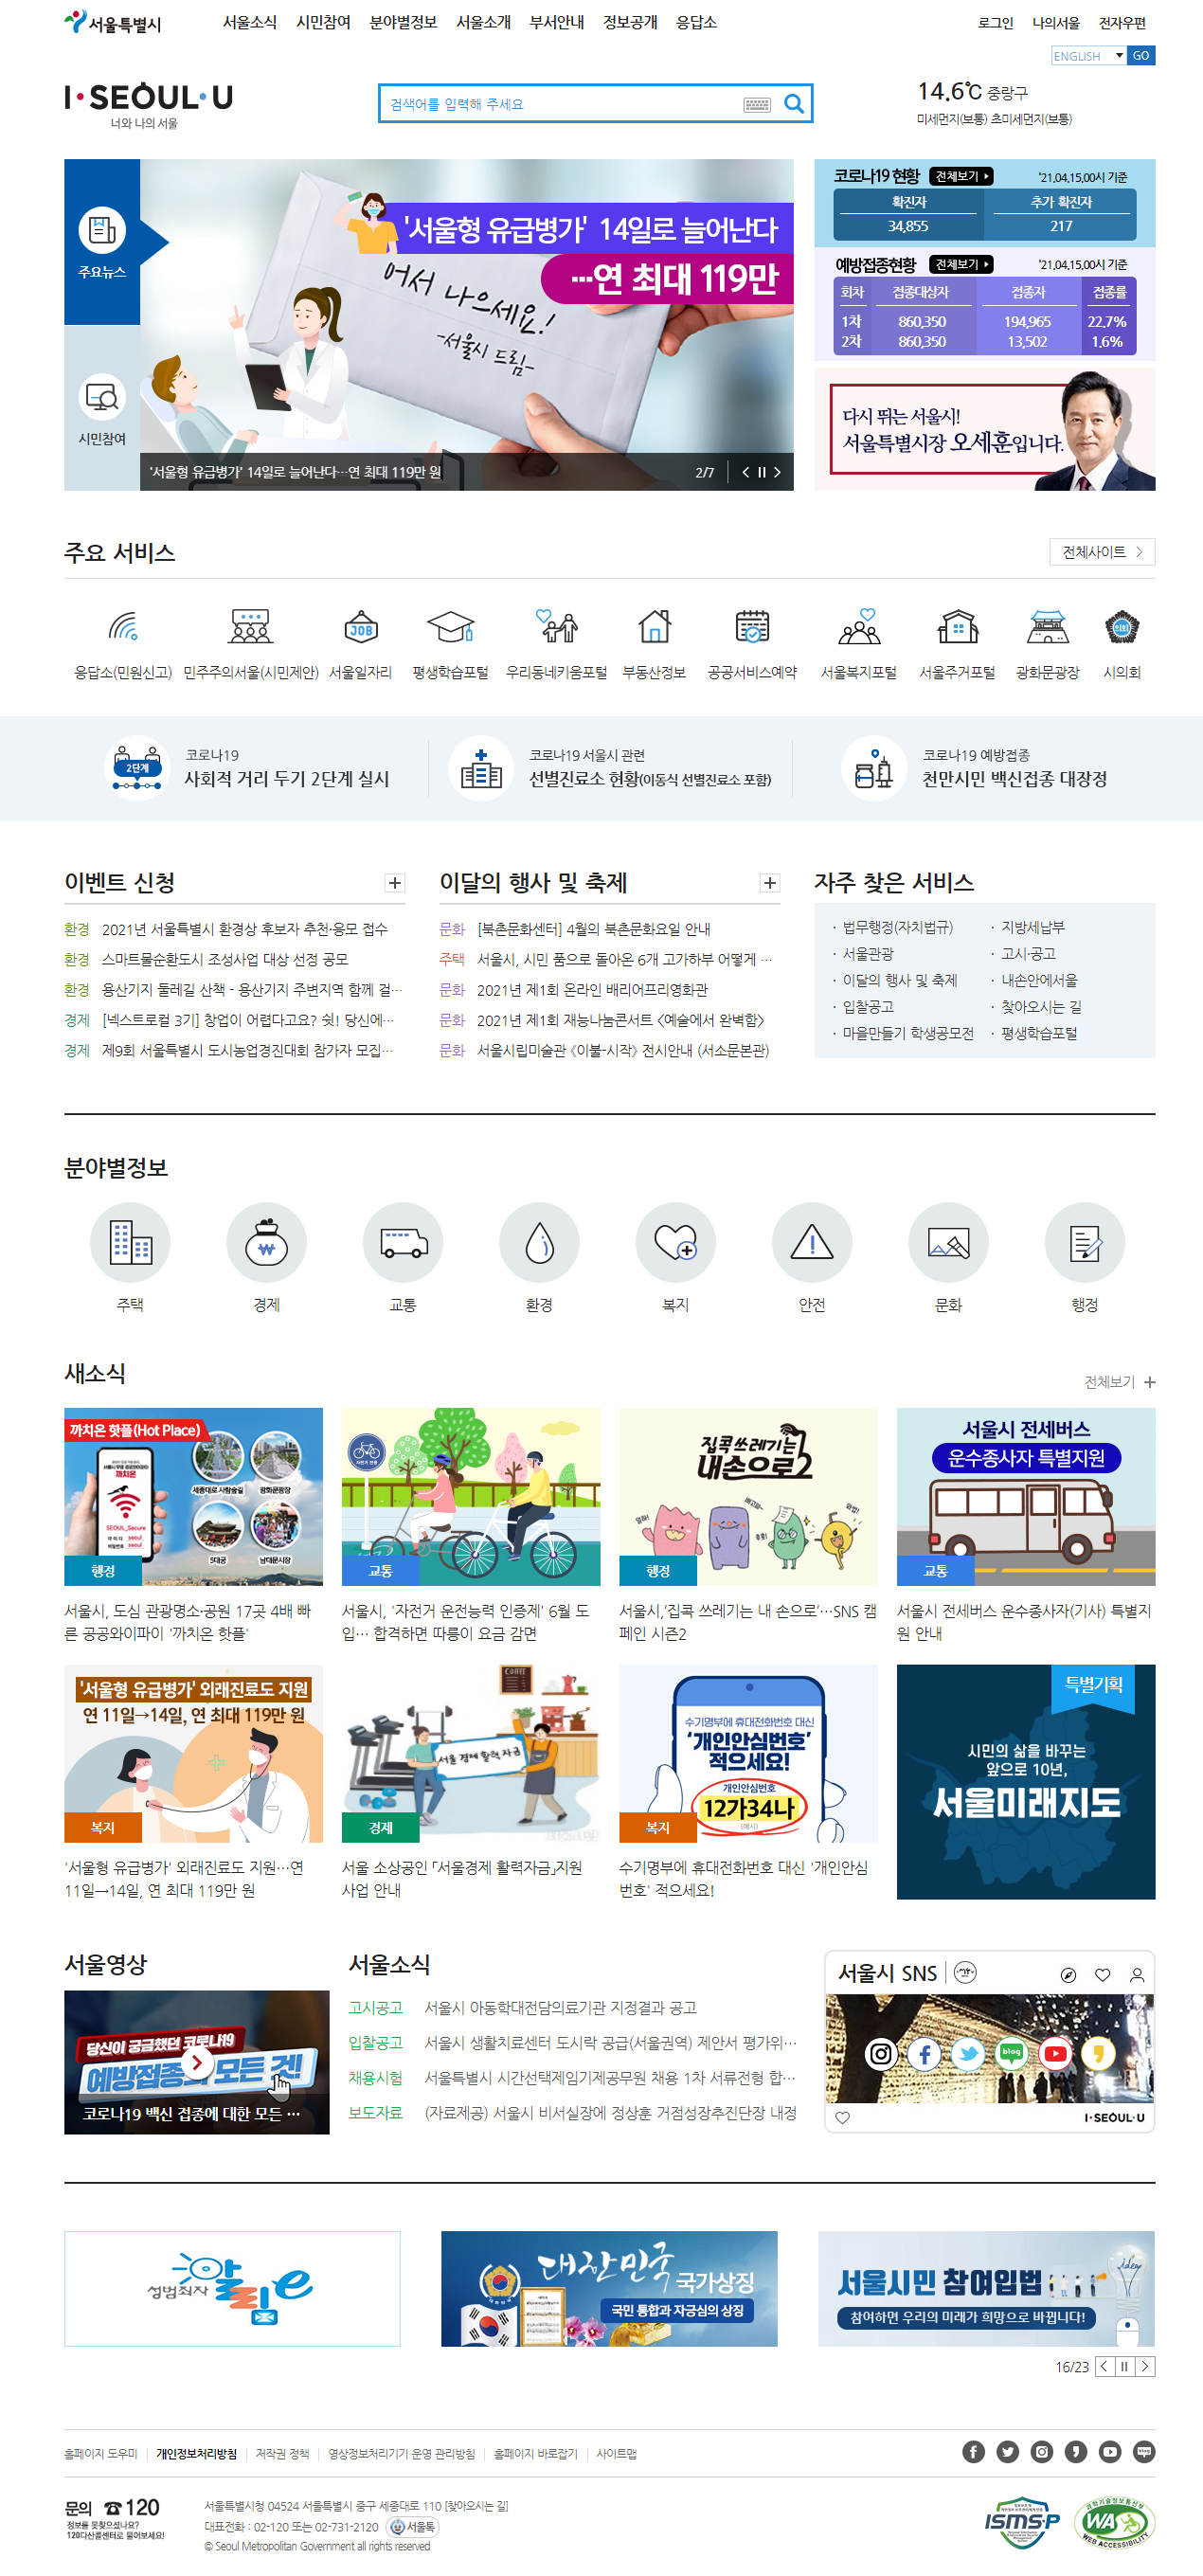 서울특별시
서울소식 시민참여 분야별정보 서울소개 부서안내 정보공개 응답소
로그인 나의서울 전자우편
ENGLISH GO
I·SEOUL·U
너와 나의 서울
검색어를 입력해 주세요
14.6℃ 중랑구
미세먼지(보통) 초미세먼지(보통)
주요뉴스
시민참여
'서울형 유급병가' 14일로 늘어난다
…연 최대 119만
어서 나으세요!
-서울시 드림-
'서울형 유급병가' 14일로 늘어난다…연 최대 119만 원
2/7
코로나19 현황 전체보기 '21.04.15.00시 기준
확진자 추가 확진자
34,855 217
예방접종현황 전체보기 '21.04.15.00시 기준
회차 접종대상자 접종자 접종률
1차 860,350 194,965 22.7%
2차 860,350 13,502 1.6%
다시 뛰는 서울시!
서울특별시장 오세훈입니다.
주요 서비스
전체사이트
JOB
의회
응답소(민원신고) 민주주의서울(시민제안) 서울일자리 평생학습포털 우리동네키움포털 부동산정보 공공서비스예약 서울복지포털 서울주거포털 광화문광장 시의회
2단계
코로나19
사회적 거리 두기 2단계 실시
코로나19 서울시 관련
선별진료소 현황(이동식 선별진료소 포함)
코로나19 예방접종
천만시민 백신접종 대장정
이벤트 신청
환경 2021년 서울특별시 환경상 후보자 추천·응모 접수
환경 스마트물순환도시 조성사업 대상 선정 공모
환경 용산기지 둘레길 산책 - 용산기지 주변지역 함께 걸…
경제 [넥스트로컬 3기] 창업이 어렵다고요? 쉿! 당신에…
경제 제9회 서울특별시 도시농업경진대회 참가자 모집…
이달의 행사 및 축제
문화 [북촌문화센터] 4월의 북촌문화요일 안내
주택 서울시, 시민 품으로 돌아온 6개 고가하부 어떻게 …
문화 2021년 제1회 온라인 배리어프리영화관
문화 2021년 제1회 재능나눔콘서트 <예술에서 완벽함>
문화 서울시립미술관 《이불-시작》 전시안내 (서소문본관)
자주 찾은 서비스
· 법무행정(자치법규) · 지방세납부
· 서울관광 · 고시·공고
· 이달의 행사 및 축제 · 내손안에서울
· 입찰공고 · 찾아오시는 길
· 마을만들기 학생공모전 · 평생학습포털
분야별정보
주택 경제 교통 환경 복지 안전 문화 행정
새소식
전체보기
까치온 핫플(Hot Place)
까치온
SEOUL_Secure
세종대로 사람숲길
광화문광장
5대궁
남대문시장
행정
서울시, 도심 관광명소·공원 17곳 4배 빠
른 공공와이파이 '까치온 핫플'
교통
서울시, '자전거 운전능력 인증제' 6월 도
입… 합격하면 따릉이 요금 감면
집콕쓰레기는
내손으로2
행정
서울시,'집콕 쓰레기는 내 손으로'…SNS 캠
페인 시즌2
서울시 전세버스
운수종사자 특별지원
교통
서울시 전세버스 운수종사자(기사) 특별지
원 안내
'서울형 유급병가' 외래진료도 지원
연 11일→14일, 연 최대 119만 원
복지
'서울형 유급병가' 외래진료도 지원…연
11일→14일, 연 최대 119만 원
COFFEE
서울 경제 활력 자금
경제
서울 소상공인 「서울경제 활력자금」지원
사업 안내
수기명부에 휴대전화번호 대신
'개인안심번호'
적으세요!
개인안심번호
12가34나
(예시)
복지
수기명부에 휴대전화번호 대신 '개인안심
번호' 적으세요!
특별기획
시민의 삶을 바꾸는
앞으로 10년,
서울미래지도
서울영상
당신이 궁금했던 코로나19
예방접종의 모든 것!
코로나19 백신 접종에 대한 모든 …
서울소식
고시공고 서울시 아동학대전담의료기관 지정결과 공고
입찰공고 서울시 생활치료센터 도시락 공급(서울권역) 제안서 평가위…
채용시험 서울특별시 시간선택제임기제공무원 채용 1차 서류전형 합…
보도자료 (자료제공) 서울시 비서실장에 정상훈 거점성장추진단장 내정
서울시 SNS
blog
I·SEOUL·U
성범죄자 알림e
대한민국 국가상징
국민 통합과 자긍심의 상징
서울시민 참여입법
참여하면 우리의 미래가 희망으로 바뀝니다!
idea
16/23
홈페이지 도우미 개인정보처리방침 저작권 정책 영상정보처리기기 운영 관리방침 홈페이지 바로잡기 사이트맵
blog
문의 ☎120
정보를 못찾으셨나요?
120다산콜센터로 물어보세요!
서울특별시청 04524 서울특별시 중구 세종대로 110 [찾아오시는 길]
대표전화 : 02-120 또는 02-731-2120 서울톡
© Seoul Metropolitan Government all rights reserved
ISMS-P
과학기술정보통신부
WA
WEB ACCESSIBILITY